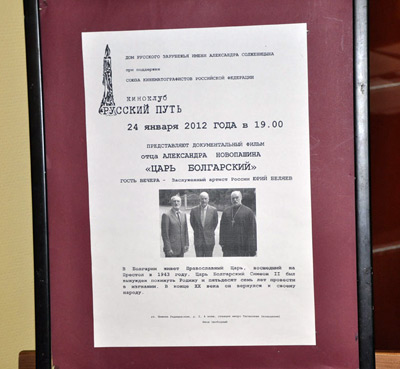 ДОМ РУССКОГО ЗАРУБЕЖЬЯ ИМЕНИ АЛЕКСАНДРА СОЛЖЕНИЦЫНА
при поддержке
СОЮЗА КИНЕМАТОГРАФИСТОВ РОССИЙСКОЙ ФЕДЕРАЦИИ
КИНОКЛУБ
РУССКИЙ ПУТЬ
24 января 2012 ГОДА в 19.00
ПРЕДСТАВЛЯЮТ ДОКУМЕНТАЛЬНЫЙ ФИЛЬМ
отца АЛЕКСАНДРА НОВОПАШИНА
«ЦАРЬ БОЛГАРСКИЙ»
ГОСТЬ ВЕЧЕРА – Заслуженный артист России ЮРИЙ БЕЛЯЕВ
В Болгарии живет Православный Царь, взошедший на
Престол в 1943 году. Царь Болгарский Симеон II был
вынужден покинуть Родину и пятьдесят семь лет провести
в изгнании. В конце XX века он вернулся к своему
народу.